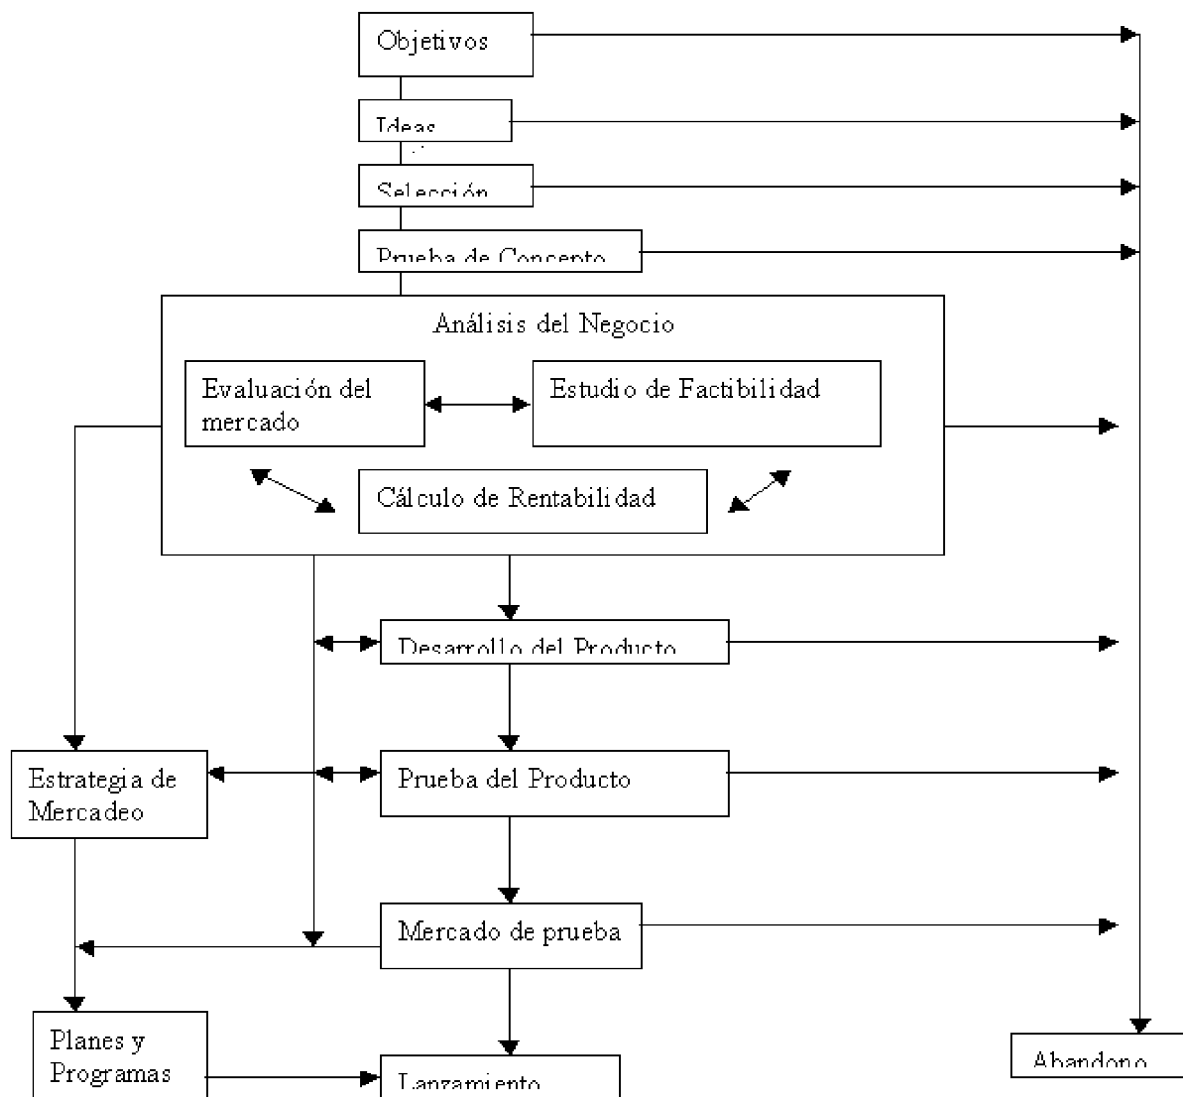 Objetivos
Ideas
Selección
Prueba de Concepto
Análisis del Negocio
Evaluación del
mercado
Estudio de Factibilidad
Cálculo de Rentabilidad
Desarrollo del Producto
Estrategia de
Mercadeo
Prueba del Producto
Mercado de prueba
Planes y
Programas
Lanzamiento
Abandono